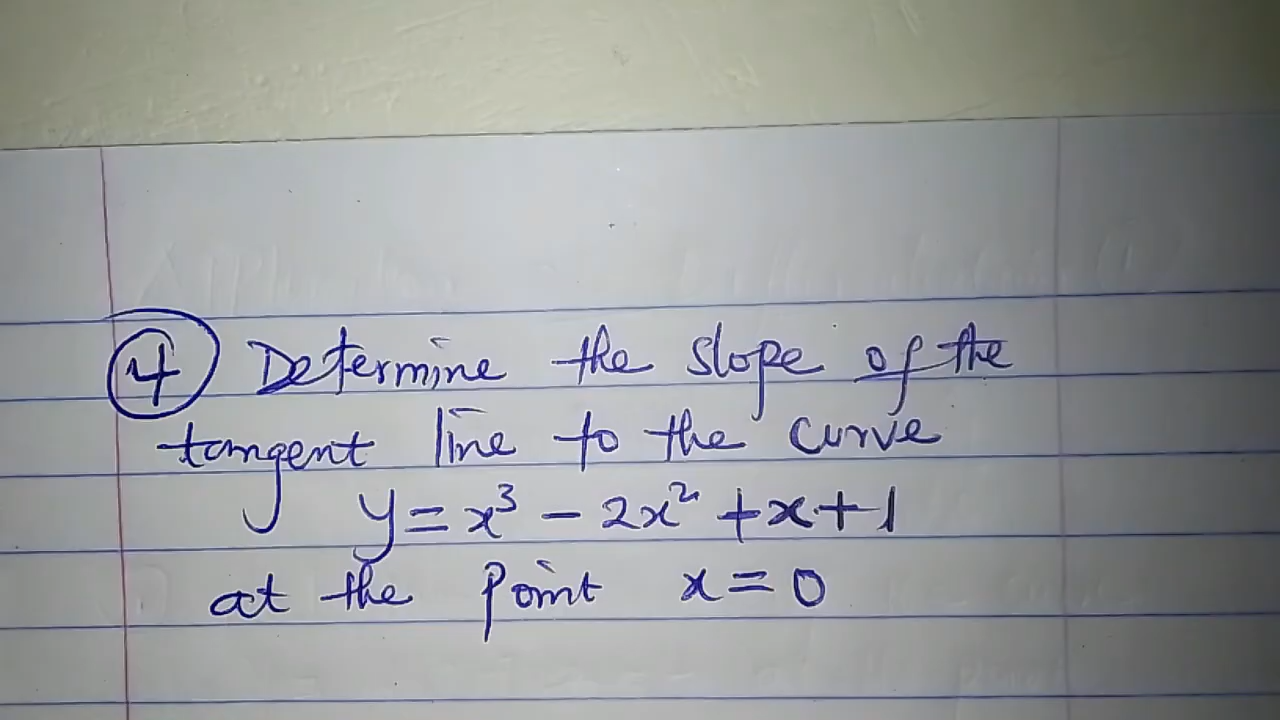 ④ Determine the slope of the
tangent line to the curve
y = x³ - 2x² + x + 1
at the point x = 0